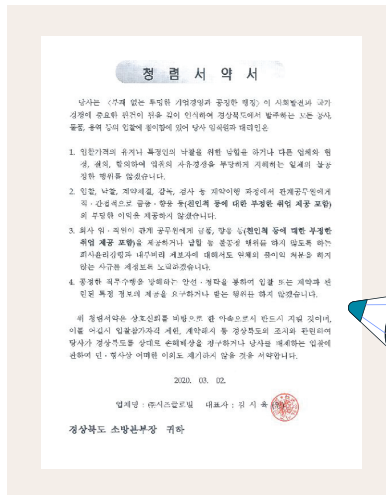 청 렴 서 약 서
당사는 《부패 없는 투명한 기업경영과 공정한 행정》이 사회발전과 국가
경쟁에 중요한 관건이 됨을 깊이 인식하여 경상북도에서 발주하는 모든 공사,
물품, 용역 등의 입찰에 참여함에 있어 당사 임직원과 대리인은
1. 입찰가격의 유지나 특정인의 낙찰을 위한 담합을 하거나 다른 업체와 협
정, 결의, 합의하여 입찰의 자유경쟁을 부당하게 저해하는 일체의 불공
정한 행위를 않겠습니다.
2. 입찰, 낙찰, 계약체결, 감독, 검사 등 계약이행 과정에서 관계공무원에게
직·간접적으로 금품·향응 등(친인척 등에 대한 부정한 취업 제공 포함)
의 부당한 이익을 제공하지 않겠습니다.
3. 회사 임·직원이 관계 공무원에게 금품, 향응 등(친인척 등에 대한 부정한
취업 제공 포함)을 제공하거나 담합 등 불공정 행위를 하지 않도록 하는
회사윤리강령과 내부비리 제보자에 대해서도 일체의 불이익 처분을 하지
않는 사규를 제정토록 노력하겠습니다.
4. 공정한 직무수행을 방해하는 알선·청탁을 통하여 입찰 또는 계약과 관
련된 특정 정보의 제공을 요구하거나 받는 행위를 하지 않겠습니다.
위 청렴서약은 상호신뢰를 바탕으로 한 약속으로서 반드시 지킬 것이며,
이를 어길시 입찰참가자격 제한, 계약해지 등 경상북도의 조치와 관련하여
당사가 경상북도를 상대로 손해배상을 청구하거나 당사를 배제하는 입찰에
관하여 민·형사상 어떠한 이의도 제기하지 않을 것을 서약합니다.
2020. 03. 02.
업체명 : ㈜시즈글로벌 대표자 : 김 시 욱
경상북도 소방본부장 귀하